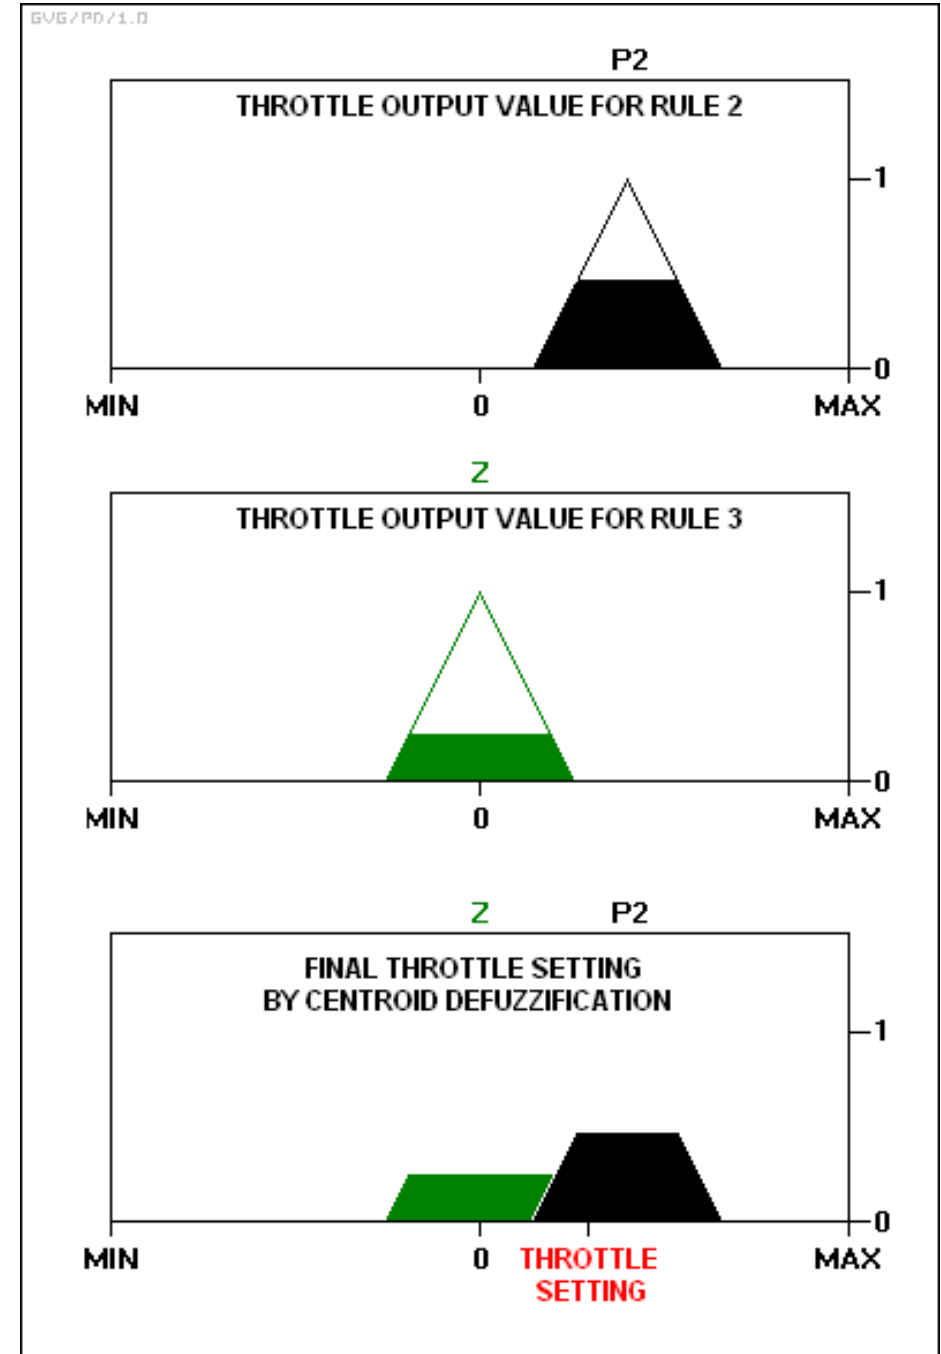 GVG/PD/1.0
P2
THROTTLE OUTPUT VALUE FOR RULE 2
1
0
MIN 0 MAX
Z
THROTTLE OUTPUT VALUE FOR RULE 3
1
0
MIN 0 MAX
Z P2
FINAL THROTTLE SETTING
BY CENTROID DEFUZZIFICATION
1
0
MIN 0 THROTTLE MAX
SETTING